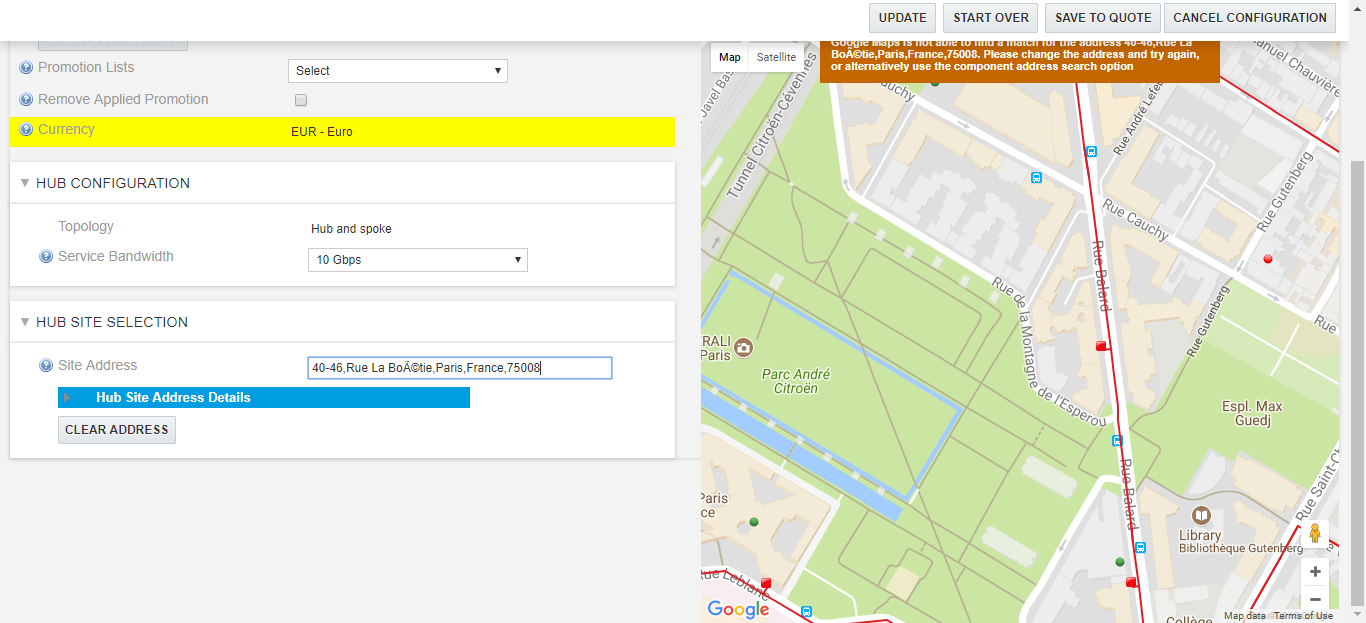 UPDATE
START OVER
SAVE TO QUOTE
CANCEL CONFIGURATION
Promotion Lists
Select
Remove Applied Promotion
Currency
EUR - Euro
HUB CONFIGURATION
Topology
Hub and spoke
Service Bandwidth
10 Gbps
HUB SITE SELECTION
Site Address
40-46,Rue La BoÃ©tie,Paris,France,75008
Hub Site Address Details
CLEAR ADDRESS
Map
Satellite
Google Maps is not able to find a match for the address 40-46,Rue La
BoÃ©tie,Paris,France,75008. Please change the address and try again,
or alternatively use the component address search option
Tunnel Citroën-Cévennes
Javel Bas
Cauchy
Rue André Lefeb
anuel Chauvière
Rue Gutenberg
Rue Cauchy
Rue Balard
Rue de la Montagne de l'Esperou
Rue Gutenberg
Rue
RALI
Paris
Parc André
Citroën
Espl. Max
Guedj
Rue Balard
Rue Saint-Ch
Paris
ce
Library
Bibliothèque Gutenberg
Rue Leblanc
Google
Collège
Map data
Terms of Use